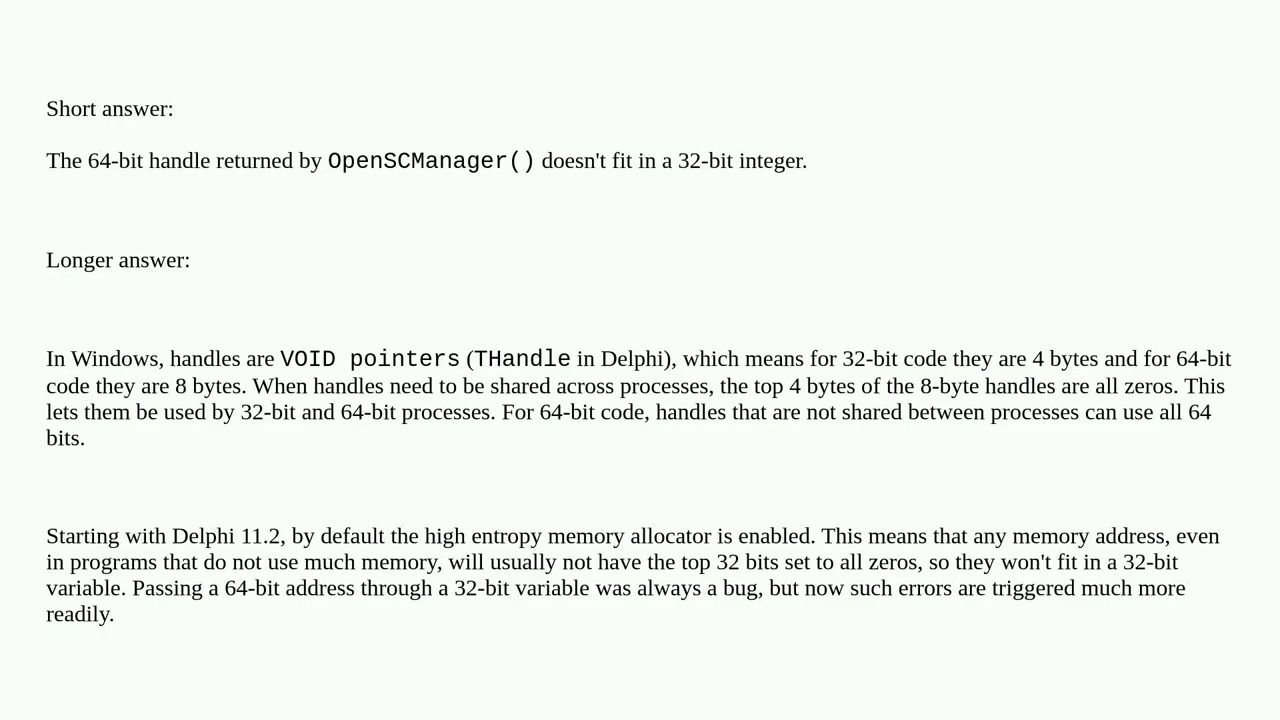 Short answer:
The 64-bit handle returned by OpenSCManager() doesn't fit in a 32-bit integer.
Longer answer:
In Windows, handles are VOID pointers (THandle in Delphi), which means for 32-bit code they are 4 bytes and for 64-bit
code they are 8 bytes. When handles need to be shared across processes, the top 4 bytes of the 8-byte handles are all zeros. This
lets them be used by 32-bit and 64-bit processes. For 64-bit code, handles that are not shared between processes can use all 64
bits.
Starting with Delphi 11.2, by default the high entropy memory allocator is enabled. This means that any memory address, even
in programs that do not use much memory, will usually not have the top 32 bits set to all zeros, so they won't fit in a 32-bit
variable. Passing a 64-bit address through a 32-bit variable was always a bug, but now such errors are triggered much more
readily.